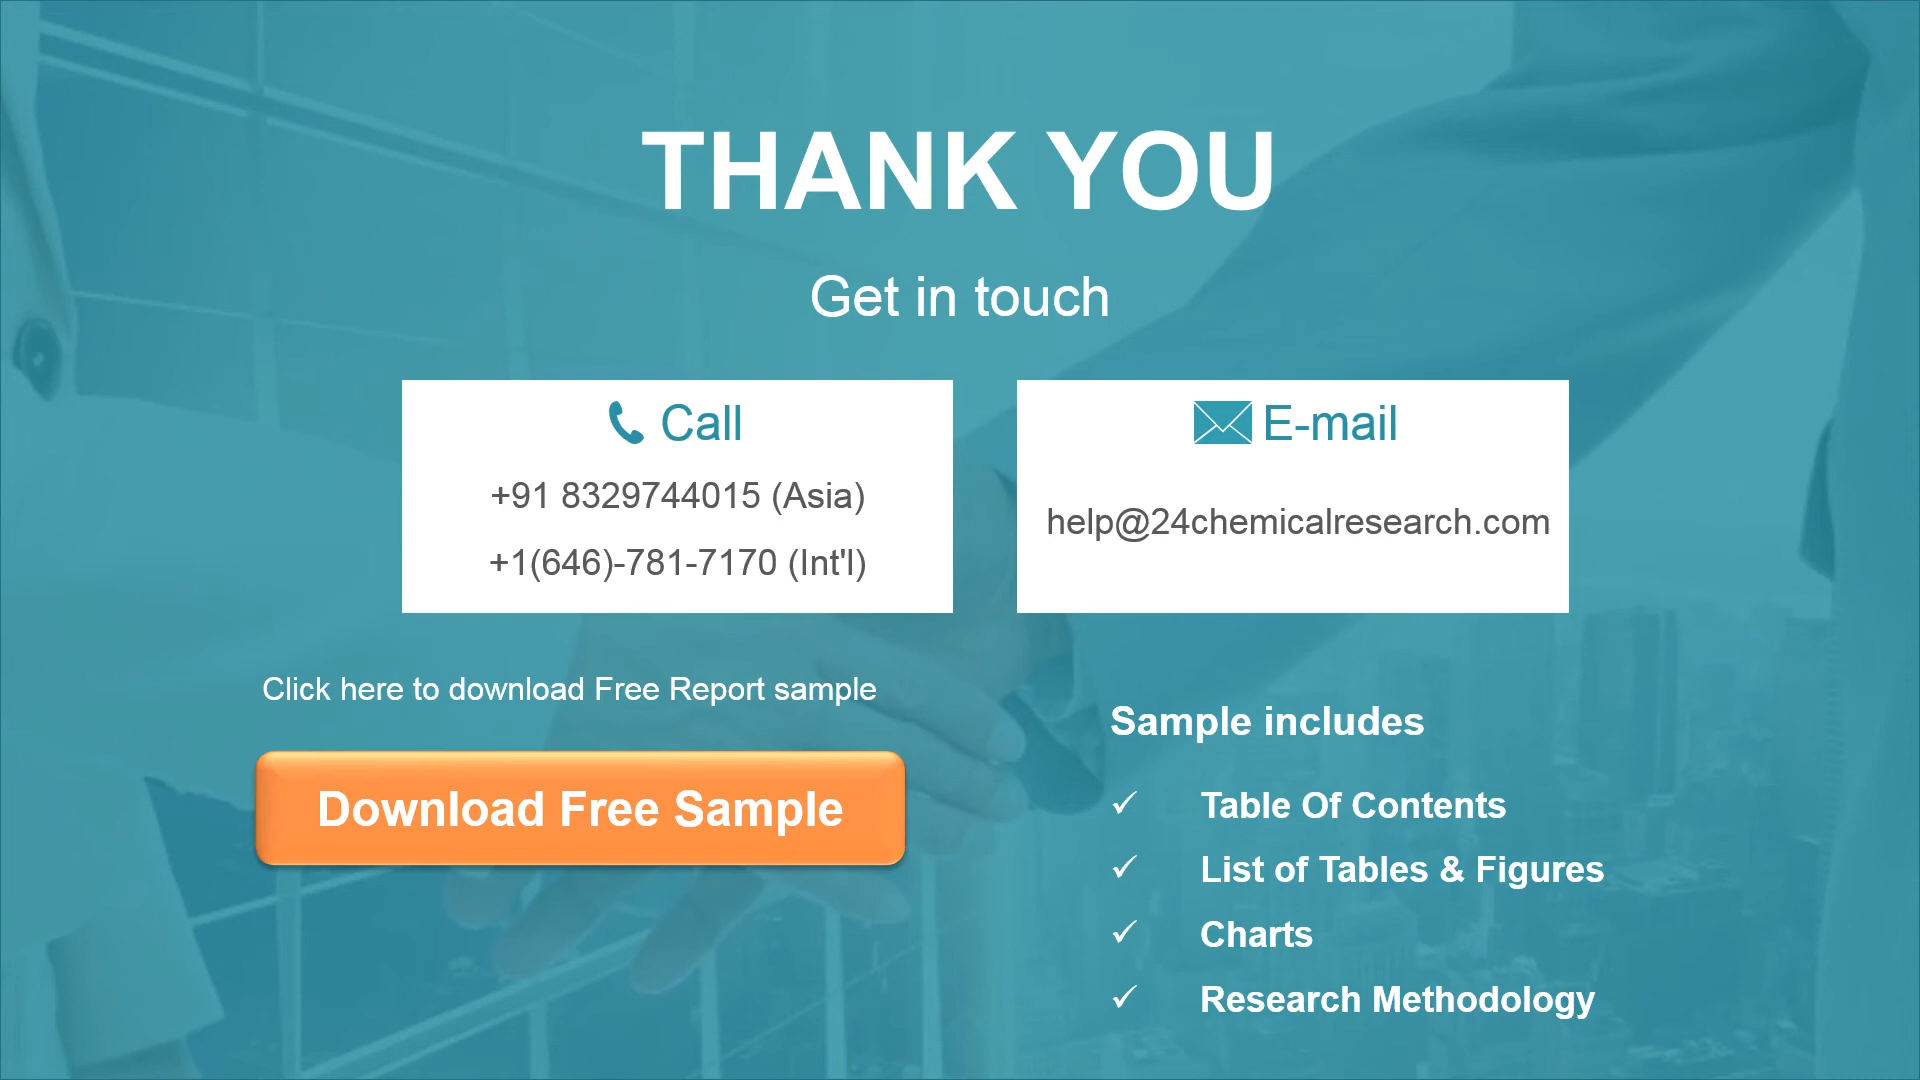 THANK YOU
Get in touch
Call
+91 8329744015 (Asia)
+1(646)-781-7170 (Int'l)
E-mail
help@24chemicalresearch.com
Click here to download Free Report sample
Download Free Sample
Sample includes
✓ Table Of Contents
✓ List of Tables & Figures
✓ Charts
✓ Research Methodology